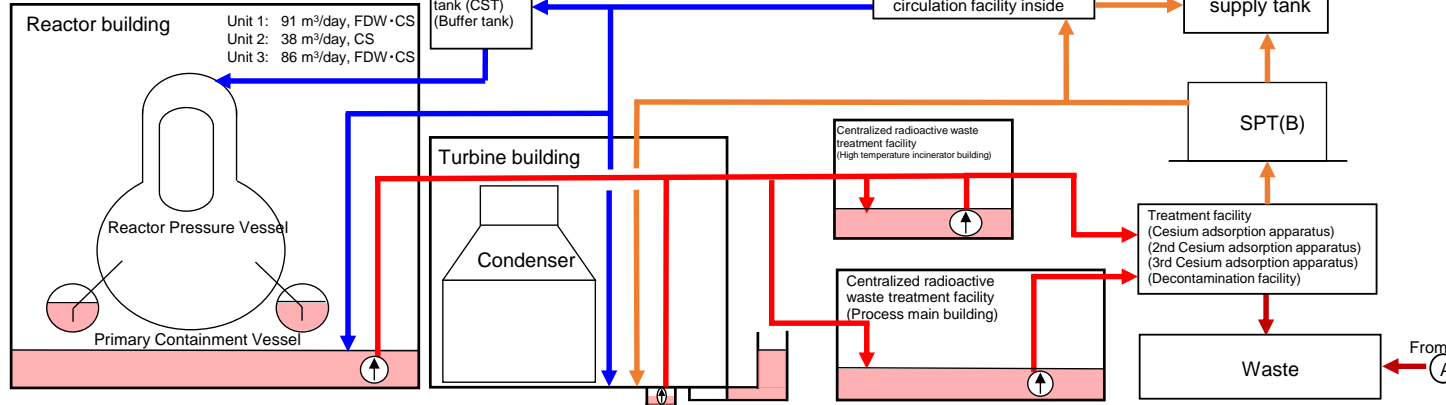 Reactor building
Unit 1: 91 m³/day, FDW・CS
Unit 2: 38 m³/day, CS
Unit 3: 86 m³/day, FDW・CS
tank (CST)
(Buffer tank)
circulation facility inside
supply tank
SPT(B)
Centralized radioactive waste
treatment facility
(High temperature incinerator building)
Turbine building
Reactor Pressure Vessel
Condenser
Treatment facility
(Cesium adsorption apparatus)
(2nd Cesium adsorption apparatus)
(3rd Cesium adsorption apparatus)
(Decontamination facility)
Centralized radioactive
waste treatment facility
(Process main building)
Primary Containment Vessel
Waste
From
A